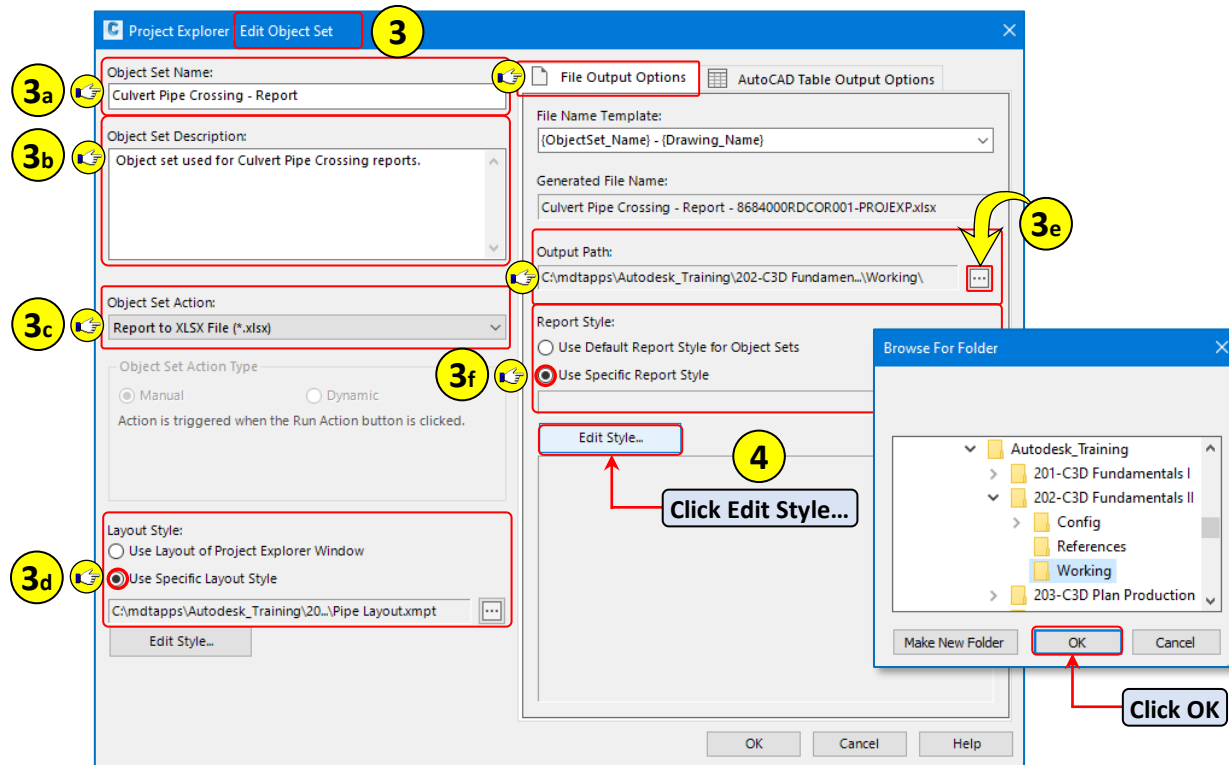 Project Explorer Edit Object Set
3
3a
Object Set Name:
Culvert Pipe Crossing - Report
3b
Object Set Description:
Object set used for Culvert Pipe Crossing reports.
3c
Object Set Action:
Report to XLSX File (*.xlsx)
Object Set Action Type
Manual
Dynamic
Action is triggered when the Run Action button is clicked.
3d
Layout Style:
Use Layout of Project Explorer Window
Use Specific Layout Style
C:\mdtapps\Autodesk_Training\20...\Pipe Layout.xmpt
...
Edit Style...
File Output Options
AutoCAD Table Output Options
File Name Template:
{ObjectSet_Name} - {Drawing_Name}
Generated File Name:
Culvert Pipe Crossing - Report - 8684000RDCOR001-PROJEXP.xlsx
3e
Output Path:
C:\mdtapps\Autodesk_Training\202-C3D Fundamen...\Working\
...
3f
Report Style:
Use Default Report Style for Object Sets
Use Specific Report Style
Edit Style...
4
Click Edit Style...
Browse For Folder
Autodesk_Training
201-C3D Fundamentals I
202-C3D Fundamentals II
Config
References
Working
203-C3D Plan Production
Make New Folder
OK
Cancel
Click OK
OK
Cancel
Help